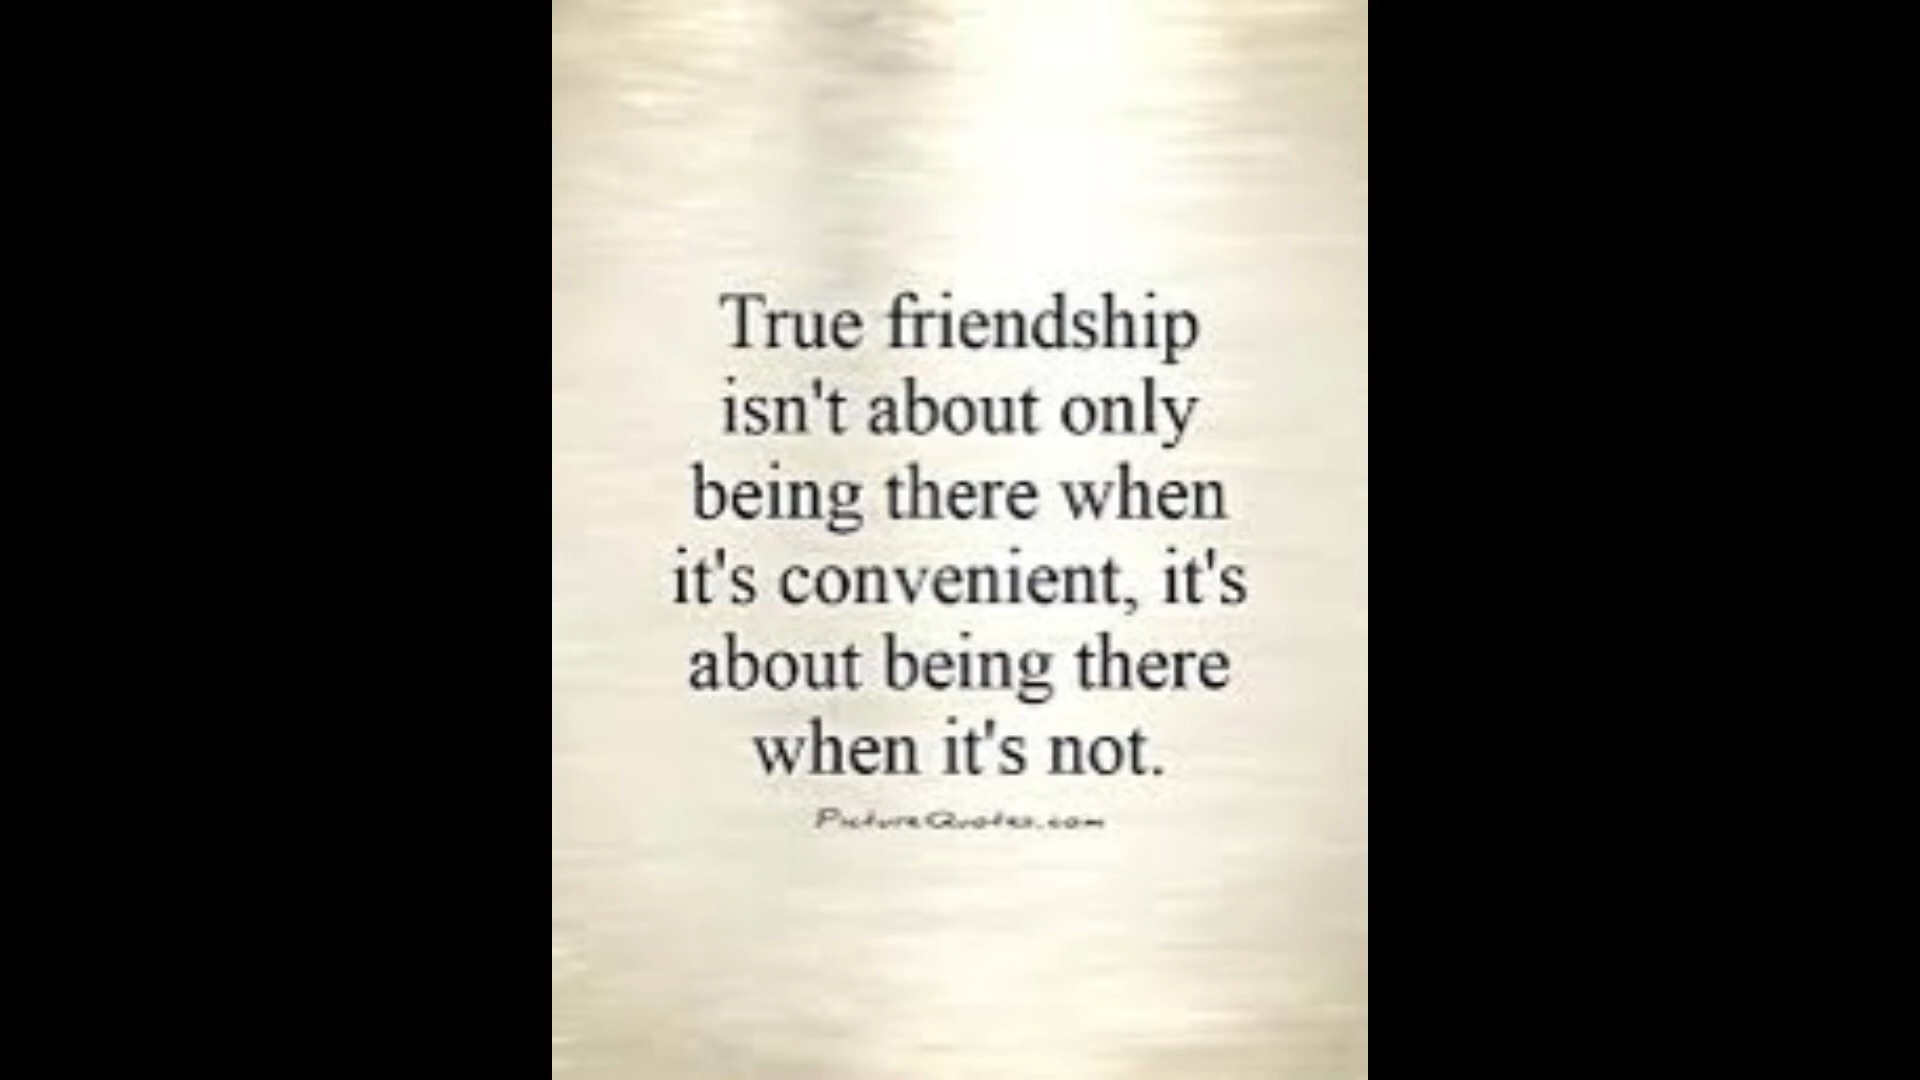 True friendship
isn't about only
being there when
it's convenient, it's
about being there
when it's not.
PictureQuotes.com